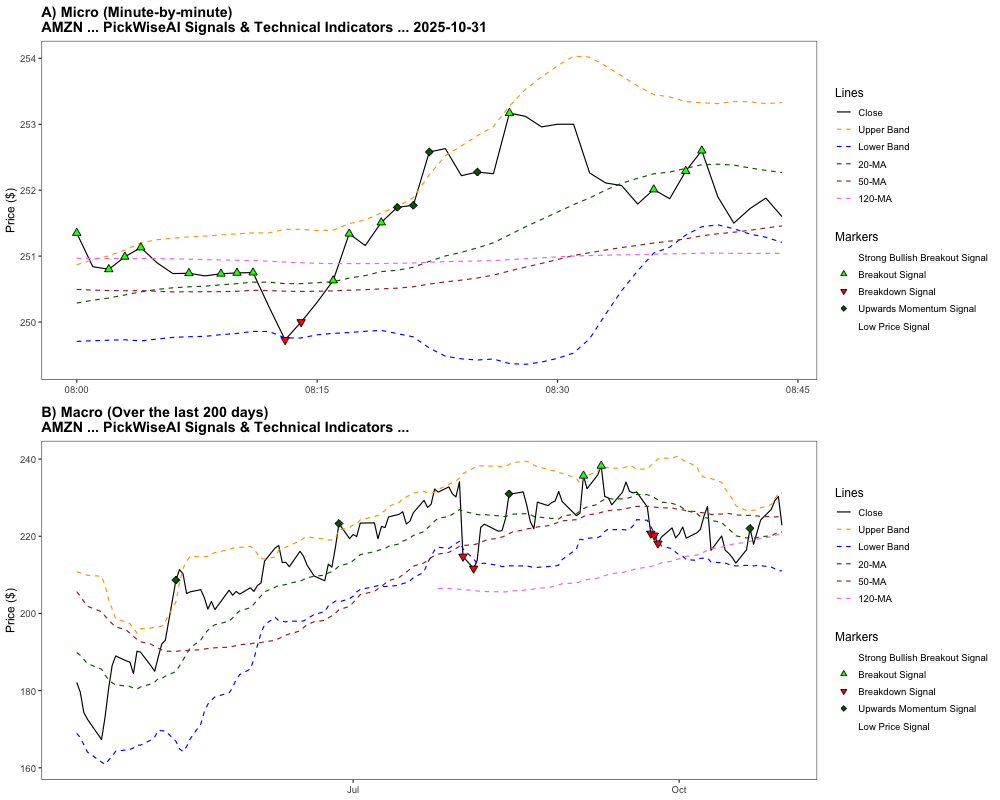 A) Micro (Minute-by-minute)
AMZN ... PickWiseAI Signals & Technical Indicators ... 2025-10-31
Price ($)
254
253
252
251
250
08:00
08:15
08:30
08:45
Lines
Close
Upper Band
Lower Band
20-MA
50-MA
120-MA
Markers
Strong Bullish Breakout Signal
Breakout Signal
Breakdown Signal
Upwards Momentum Signal
Low Price Signal
B) Macro (Over the last 200 days)
AMZN ... PickWiseAI Signals & Technical Indicators ...
Price ($)
240
220
200
180
160
Jul
Oct
Lines
Close
Upper Band
Lower Band
20-MA
50-MA
120-MA
Markers
Strong Bullish Breakout Signal
Breakout Signal
Breakdown Signal
Upwards Momentum Signal
Low Price Signal